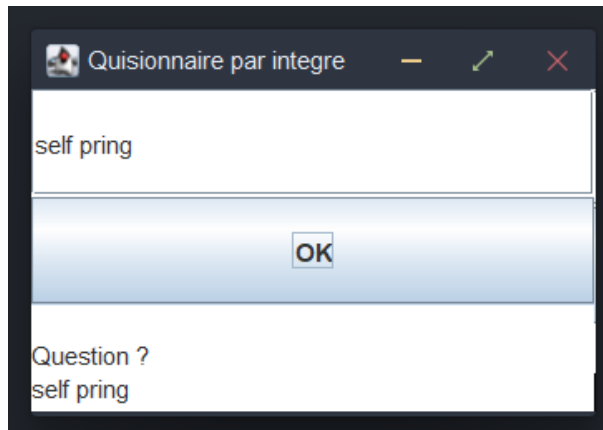 Quisionnaire par integre
self pring
OK
Question ?
self pring